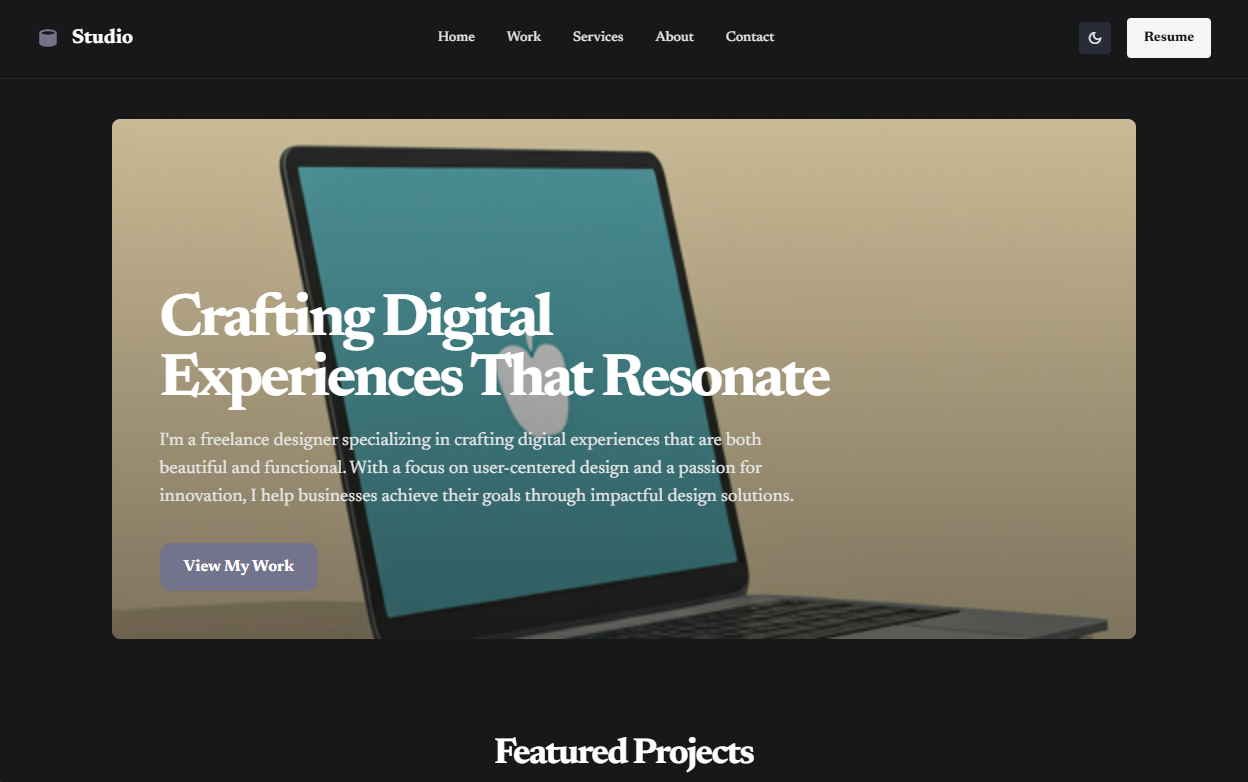 Studio
Home
Work
Services
About
Contact
Resume
Crafting Digital
Experiences That Resonate
I'm a freelance designer specializing in crafting digital experiences that are both
beautiful and functional. With a focus on user-centered design and a passion for
innovation, I help businesses achieve their goals through impactful design solutions.
View My Work
Featured Projects